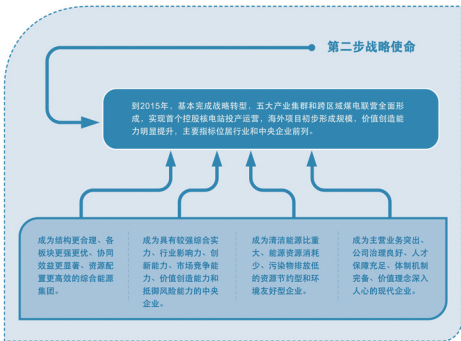 第二步战略使命
到2015年，基本完成战略转型，五大产业集群和跨区域煤电联营全面形
成，实现首个控股核电站投产运营，海外项目初步形成规模，价值创造能
力明显提升，主要指标位居行业和中央企业前列。
成为结构更合理、各
板块更强更优、协同
效益更显著、资源配
置更高效的综合能源
集团。
成为具有较强综合实
力、行业影响力、创
新能力、市场竞争能
力、价值创造能力和
抵御风险能力的中央
企业。
成为清洁能源比重
大、能源资源消耗
少、污染物排放低
的资源节约型和环
境友好型企业。
成为主营业务突出、
公司治理良好、人才
保障充足、体制机制
完备、价值理念深入
人心的现代企业。